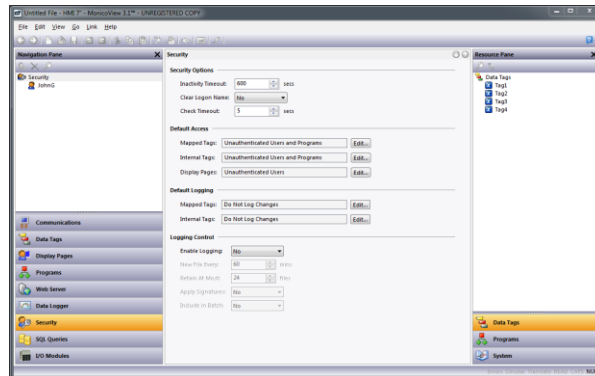 Untitled File - HMI 7" - MonicoView 3.1™ - UNREGISTERED COPY
File Edit View Go Link Help
Navigation Pane
Security
JohnG
Communications
Data Tags
Display Pages
Programs
Web Server
Data Logger
Security
SQL Queries
I/O Modules
Security
Security Options
Inactivity Timeout: 600 secs
Clear Logon Name: No
Check Timeout: 5 secs
Default Access
Mapped Tags: Unauthenticated Users and Programs Edit...
Internal Tags: Unauthenticated Users and Programs Edit...
Display Pages: Unauthenticated Users Edit...
Default Logging
Mapped Tags: Do Not Log Changes Edit...
Internal Tags: Do Not Log Changes Edit...
Logging Control
Enable Logging: No
New File Every: 60 mins
Retain At Most: 24 files
Apply Signatures: No
Include in Batch: No
Resource Pane
Data Tags
Tag1
Tag2
Tag3
Tag4
Data Tags
Programs
System